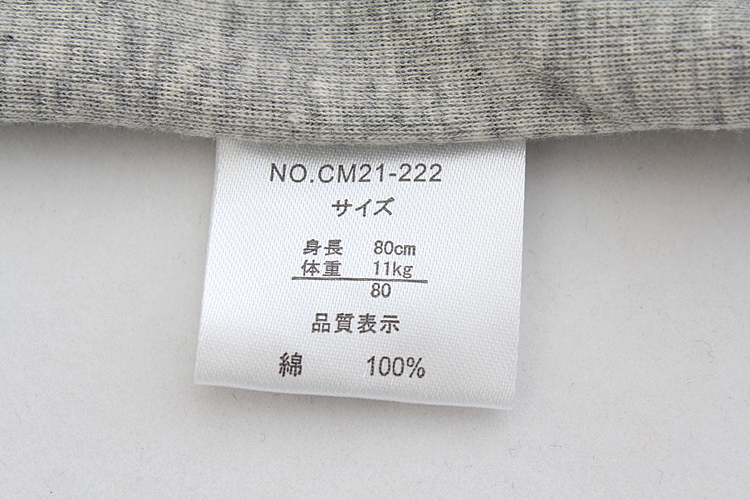 NO.CM21-222
サイズ
身長 80cm
体重 11kg
80
品質表示
綿 100%